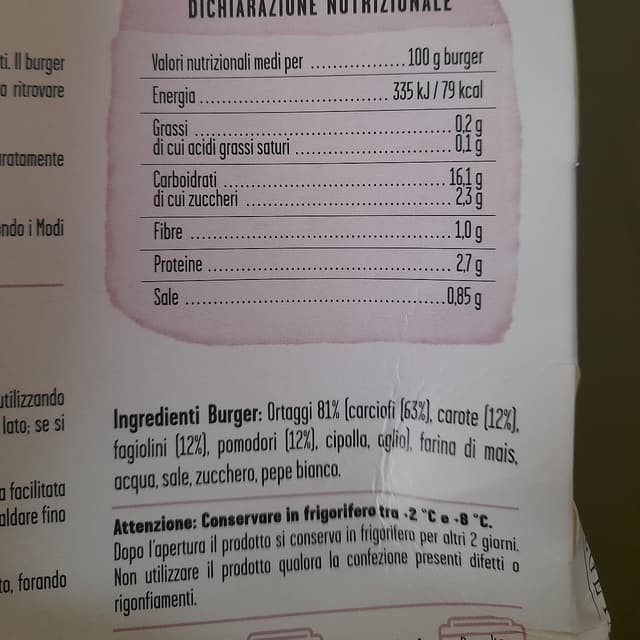 DICHIARAZIONE NUTRIZIONALE
Valori nutrizionali medi per ................ 100 g burger
Energia ................ 335 kJ / 79 kcal
Grassi ................ 0,2 g
di cui acidi grassi saturi ................ 0,1 g
Carboidrati ................ 16,1 g
di cui zuccheri ................ 2,3 g
Fibre ................ 1,0 g
Proteine ................ 2,7 g
Sale ................ 0,85 g
ti. Il burger
a ritrovare
ratamente
ndo i Modi
utilizzando
lato; se si
a facilitata
aldare fino
to, forando
Ingredienti Burger: Ortaggi 81% (carciofi (63%), carote (12%),
fagiolini (12%), pomodori (12%), cipolla, aglio), farina di mais,
acqua, sale, zucchero, pepe bianco.
Attenzione: Conservare in frigorifero tra +2 °C e +8 °C.
Dopo l'apertura il prodotto si conserva in frigorifero per altri 2 giorni.
Non utilizzare il prodotto qualora la confezione presenti difetti o
rigonfiamenti.